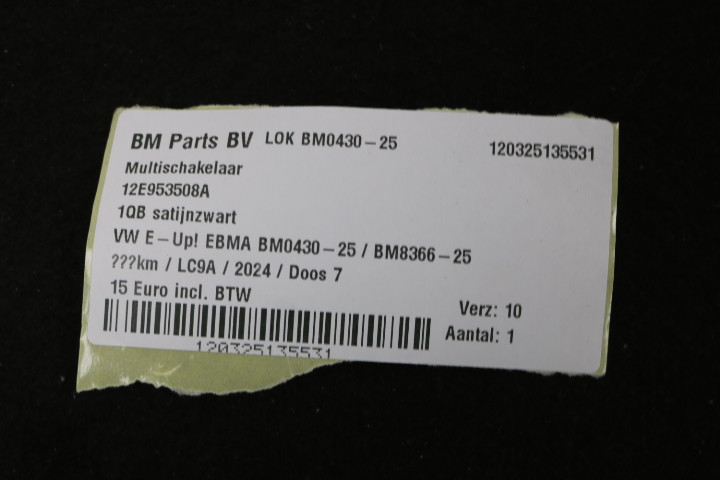 BM Parts BV LOK BM0430-25 120325135531
Multischakelaar
12E953508A
1QB satijnzwart
VW E-Up! EBMA BM0430-25 / BM8366-25
???km / LC9A / 2024 / Doos 7
15 Euro incl. BTW
Verz: 10
Aantal: 1
120325135531